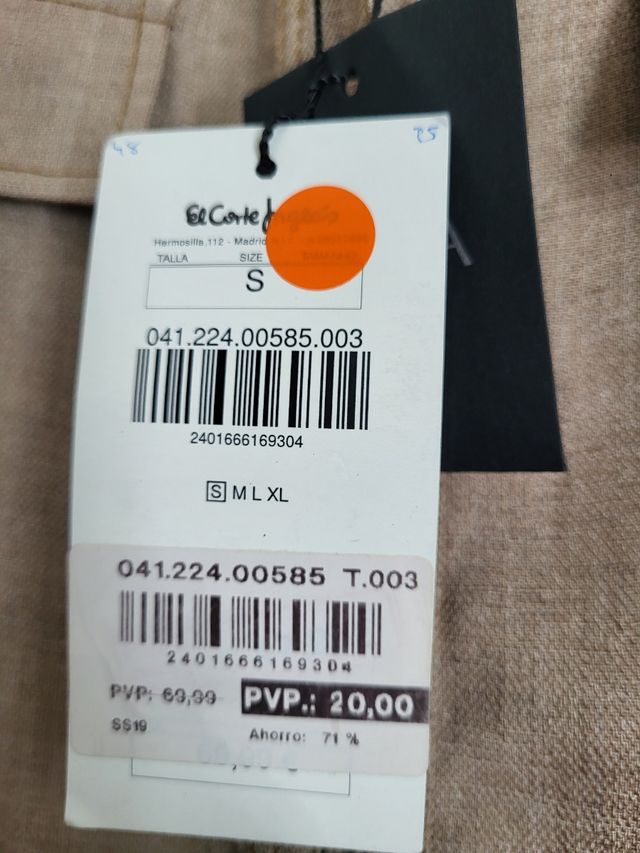 48 25
El Corte Inglés
Hermosilla, 112 - Madrid
TALLA SIZE
S
041.224.00585.003
2401666169304
S M L XL
041.224.00585 T.003
2401666169304
PVP: 69,99 PVP.: 20,00
SS19 Ahorro: 71 %
A